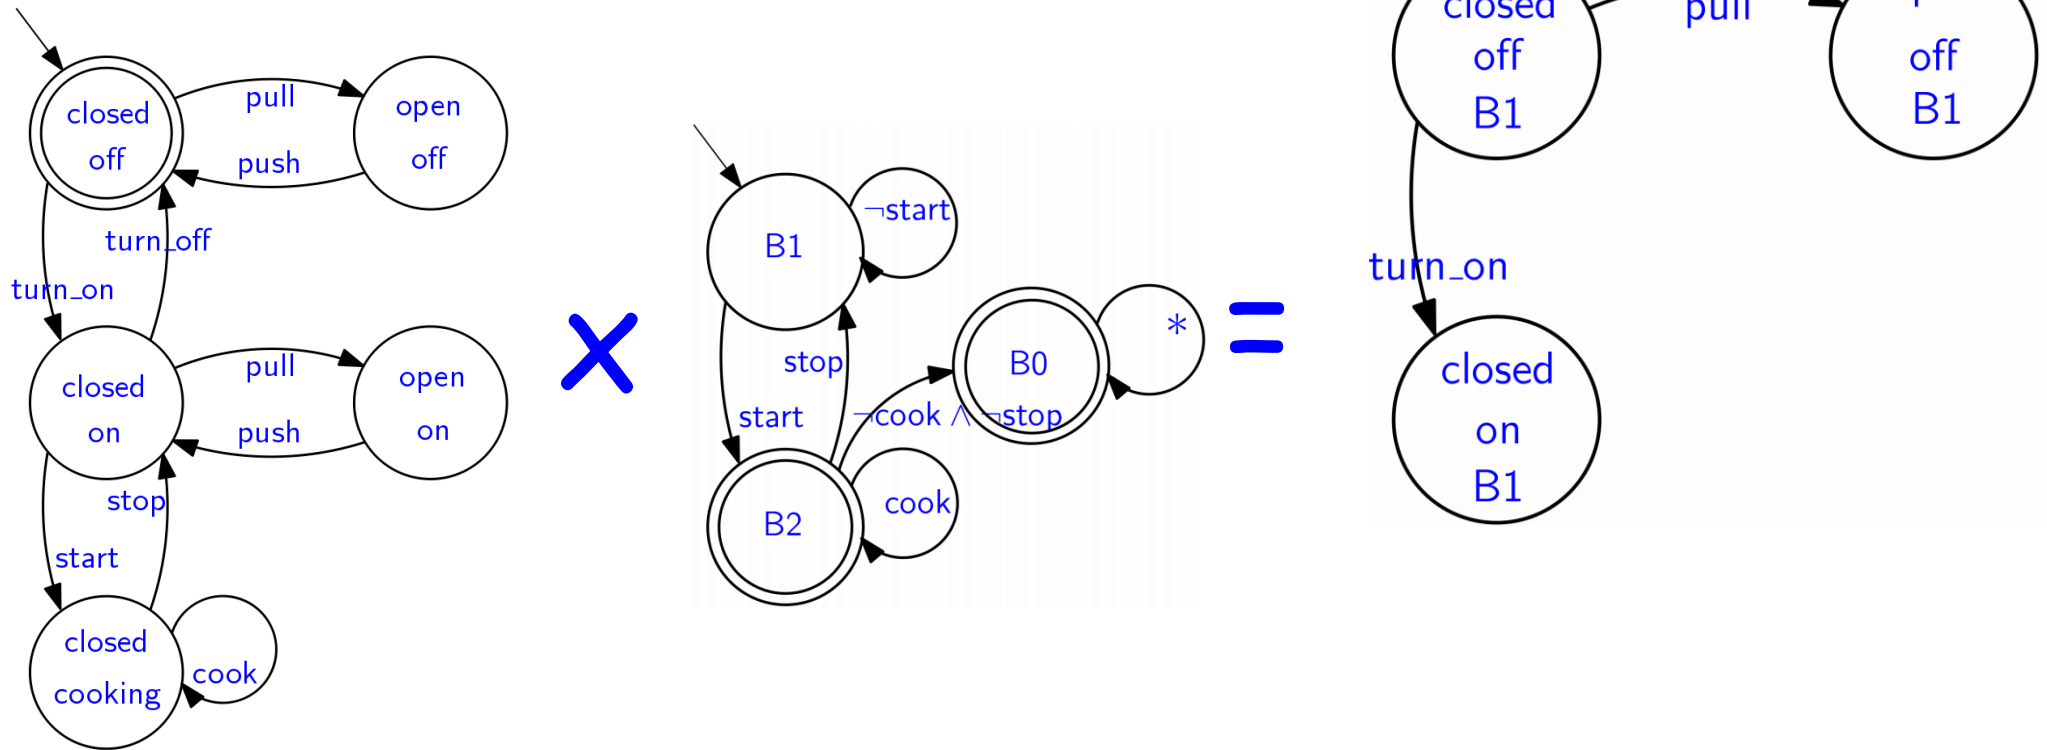 closed
off
pull
push
open
off
turn_off
turn_on
closed
on
pull
push
open
on
stop
start
closed
cooking
cook
B1
¬start
stop
start
¬cook ∧ ¬stop
B0
*
B2
cook
×
=
closed
off
B1
pull
off
B1
turn_on
closed
on
B1